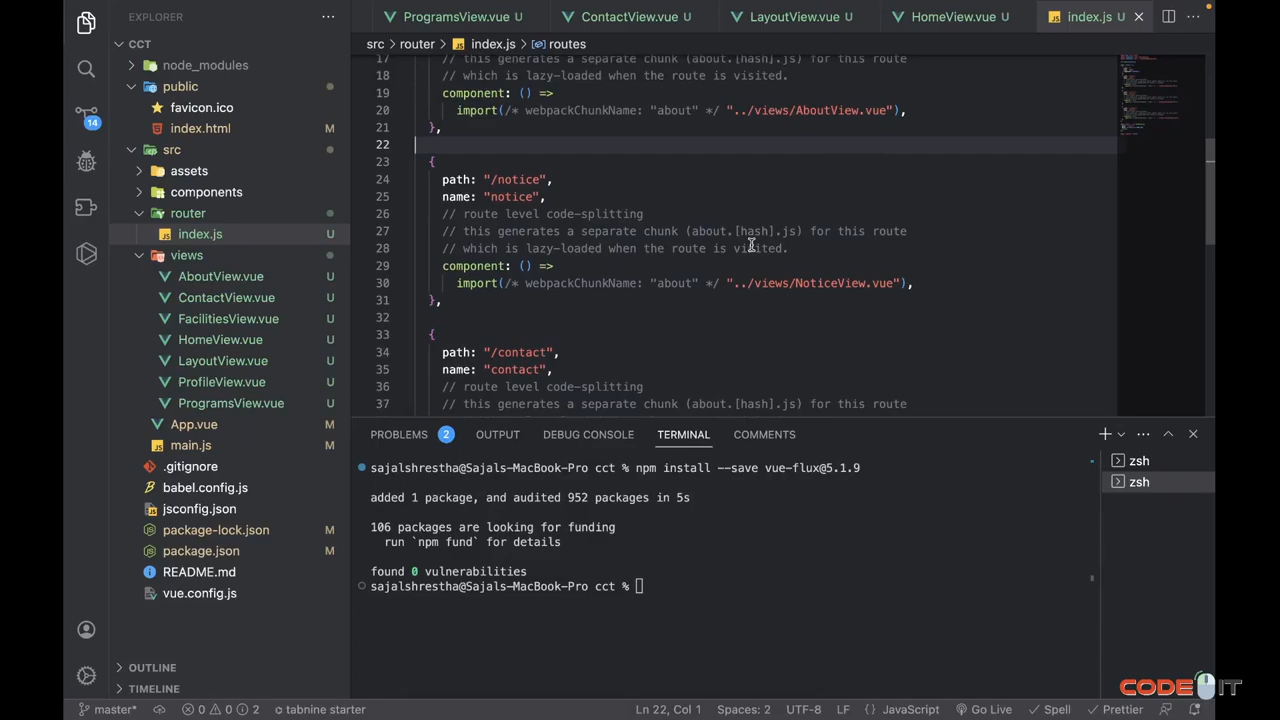 EXPLORER
ProgramsView.vue U
ContactView.vue U
LayoutView.vue U
HomeView.vue U
JS index.js U
CCT
src > router > JS index.js > routes
node_modules
public
favicon.ico
index.html M
src
assets
components
router
JS index.js U
views
AboutView.vue U
ContactView.vue U
FacilitiesView.vue U
HomeView.vue U
LayoutView.vue U
ProfileView.vue U
ProgramsView.vue U
App.vue U
JS main.js U
.gitignore
babel.config.js
jsconfig.json
package-lock.json M
package.json M
README.md
vue.config.js
OUTLINE
TIMELINE
14
17 // this generates a separate chunk (about.[hash].js) for this route
18 // which is lazy-loaded when the route is visited.
19 component: () =>
20 import(/* webpackChunkName: "about" */ "../views/AboutView.vue"),
21 },
22
23 {
24 path: "/notice",
25 name: "notice",
26 // route level code-splitting
27 // this generates a separate chunk (about.[hash].js) for this route
28 // which is lazy-loaded when the route is visited.
29 component: () =>
30 import(/* webpackChunkName: "about" */ "../views/NoticeView.vue"),
31 },
32
33 {
34 path: "/contact",
35 name: "contact",
36 // route level code-splitting
37 // this generates a separate chunk (about.[hash].js) for this route
PROBLEMS 2 OUTPUT DEBUG CONSOLE TERMINAL COMMENTS
sajalshrestha@Sajals-MacBook-Pro cct % npm install --save vue-flux@5.1.9
added 1 package, and audited 952 packages in 5s
106 packages are looking for funding
run `npm fund` for details
found 0 vulnerabilities
sajalshrestha@Sajals-MacBook-Pro cct %
zsh
zsh
CODE IT
master* 0 0 2 tabnine starter Ln 22, Col 1 Spaces: 2 UTF-8 LF {} JavaScript Go Live Spell Prettier